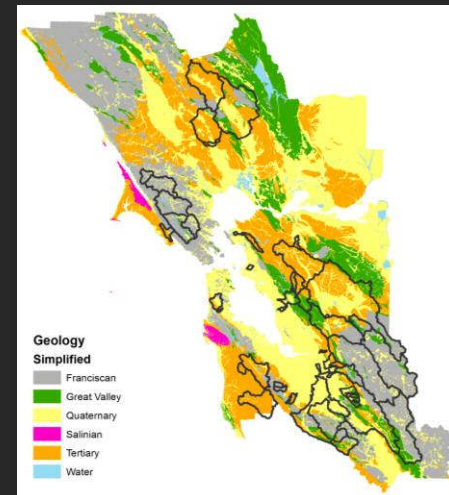 Geology
Simplified
Franciscan
Great Valley
Quaternary
Salinian
Tertiary
Water